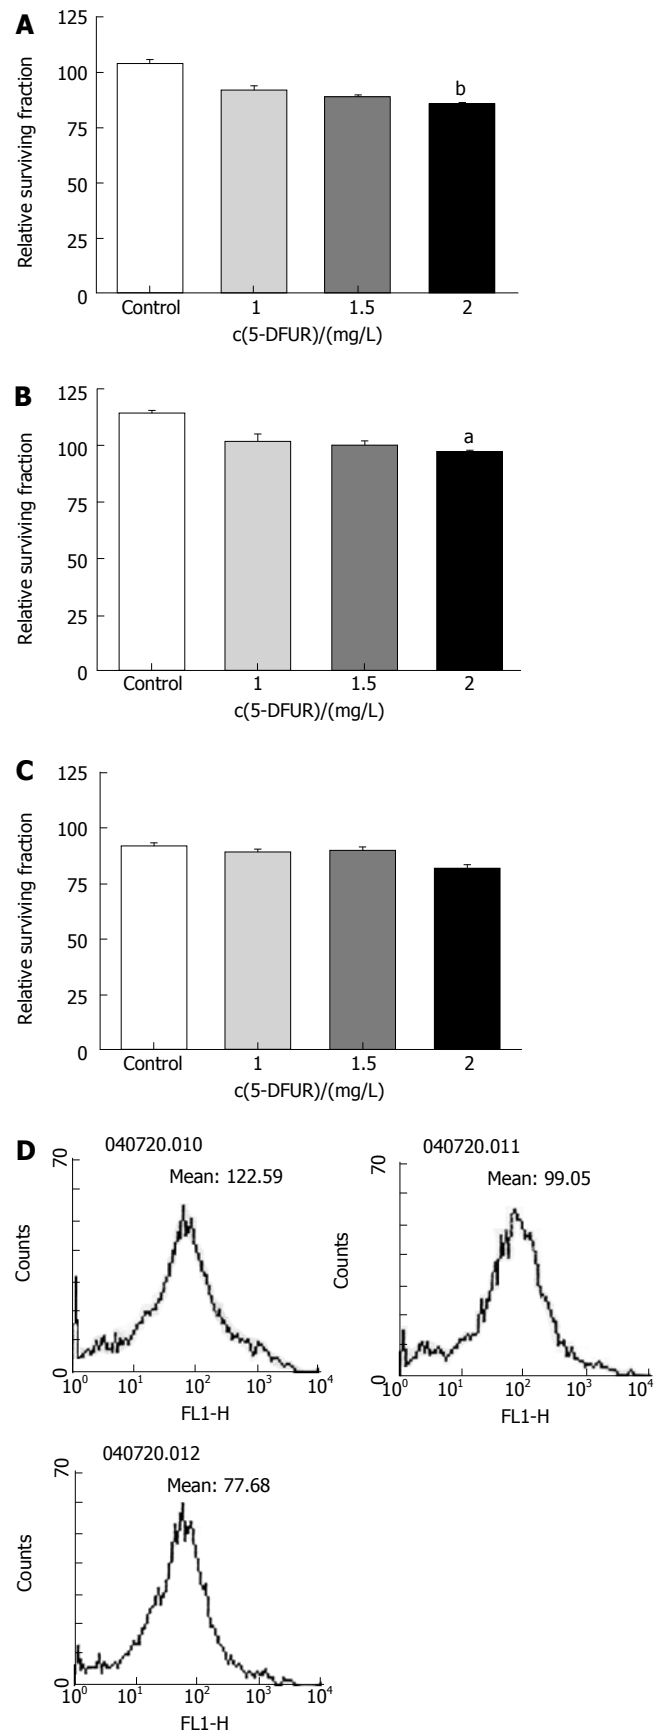 A
Relative surviving fraction
125
100
75
50
25
0
b
Control 1 1.5 2
c(5-DFUR)/(mg/L)
B
Relative surviving fraction
125
100
75
50
25
0
a
Control 1 1.5 2
c(5-DFUR)/(mg/L)
C
Relative surviving fraction
125
100
75
50
25
0
Control 1 1.5 2
c(5-DFUR)/(mg/L)
D
040720.010
Mean: 122.59
Counts
70
0
10⁰ 10¹ 10² 10³ 10⁴
FL1-H
040720.011
Mean: 99.05
Counts
70
0
10⁰ 10¹ 10² 10³ 10⁴
FL1-H
040720.012
Mean: 77.68
Counts
70
0
10⁰ 10¹ 10² 10³ 10⁴
FL1-H